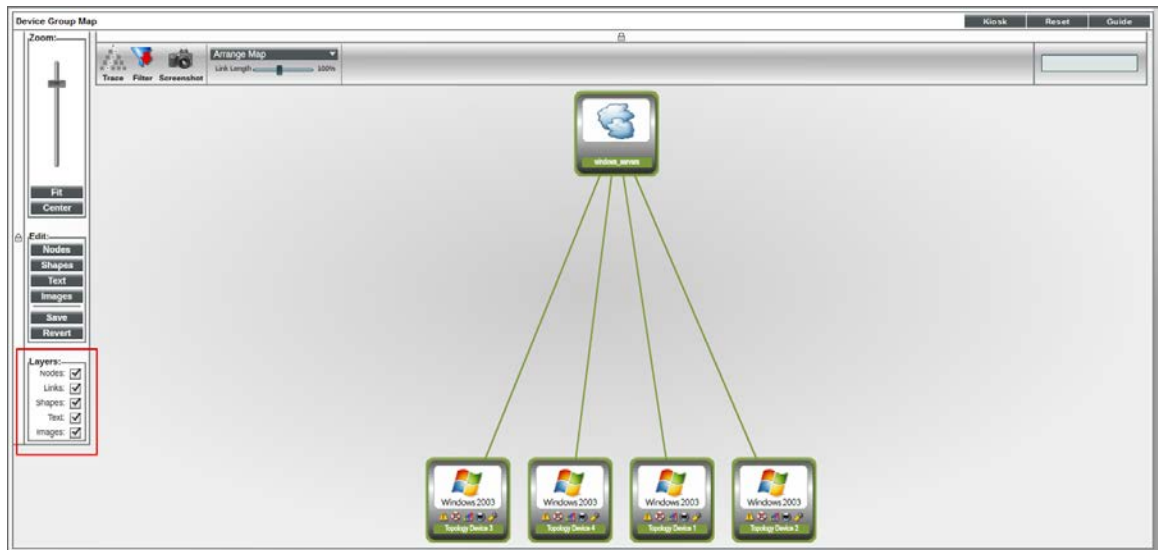 Device Group Map
Kiosk Reset Guide
Zoom:
Arrange Map
Link Length 100%
Trace Filter Screenshot
Fit
Center
Edit:
Nodes
Shapes
Text
Images
Save
Revert
Layers:
Nodes:
Links:
Shapes:
Text:
Images:
windows_servers
Windows 2003 Windows 2003 Windows 2003 Windows 2003
Topology Device 3 Topology Device 4 Topology Device 1 Topology Device 2